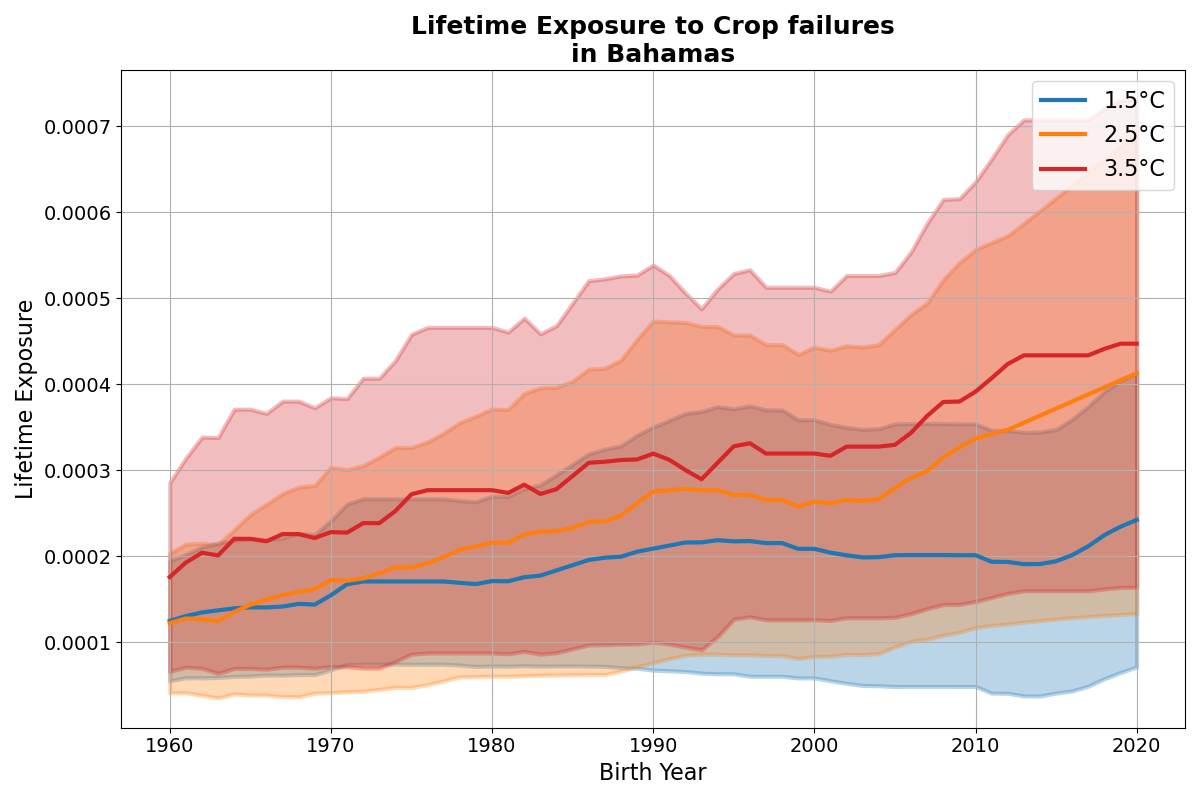 Lifetime Exposure to Crop failures
in Bahamas
1.5°C
2.5°C
3.5°C
Lifetime Exposure
0.0007
0.0006
0.0005
0.0004
0.0003
0.0002
0.0001
1960 1970 1980 1990 2000 2010 2020
Birth Year